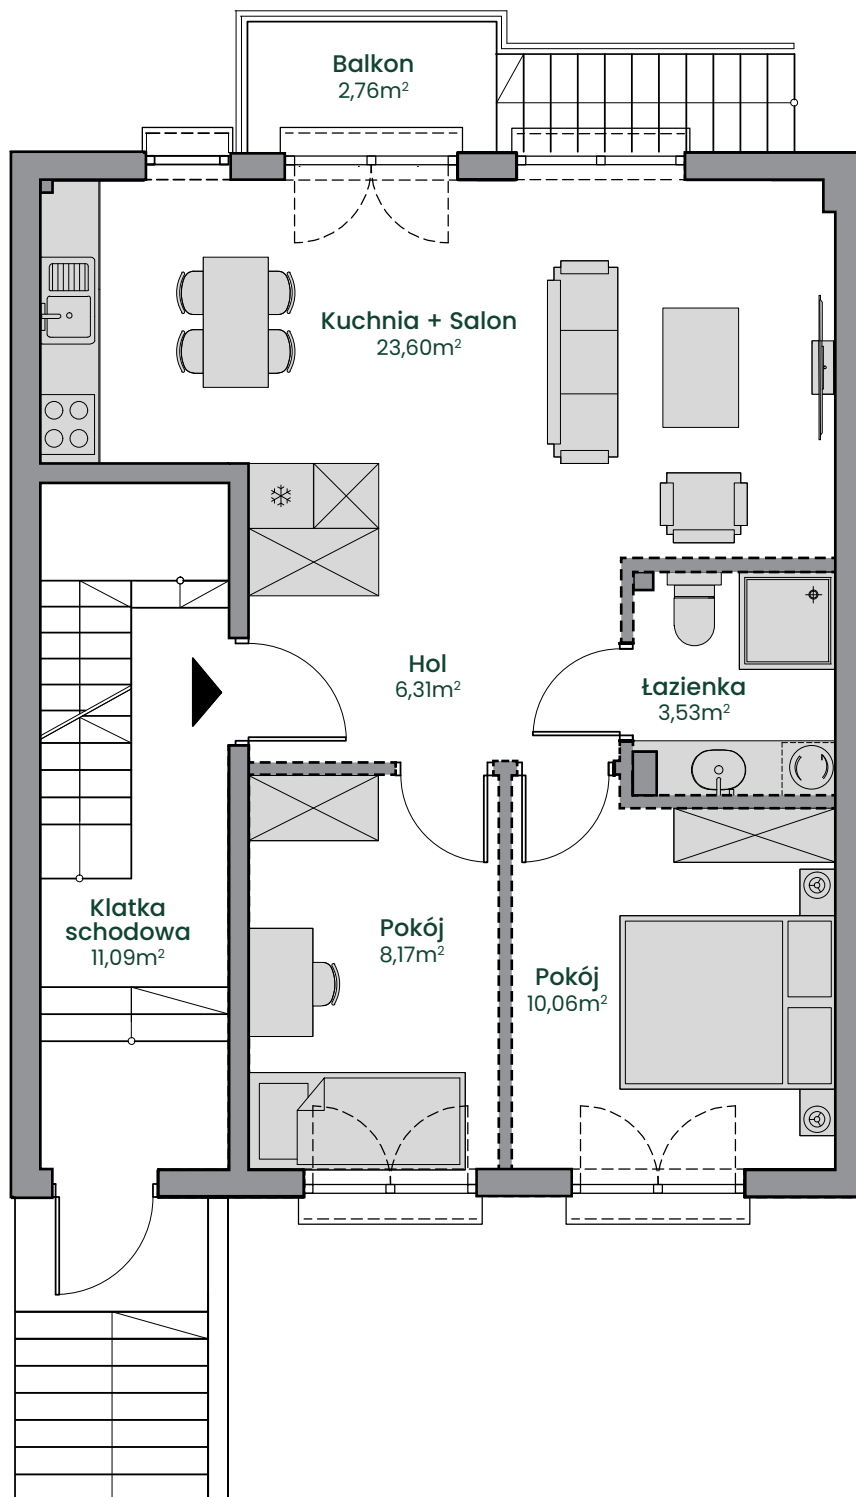 Balkon
2,76m²
Kuchnia + Salon
23,60m²
Hol
6,31m²
Łazienka
3,53m²
Klatka
schodowa
11,09m²
Pokój
8,17m²
Pokój
10,06m²